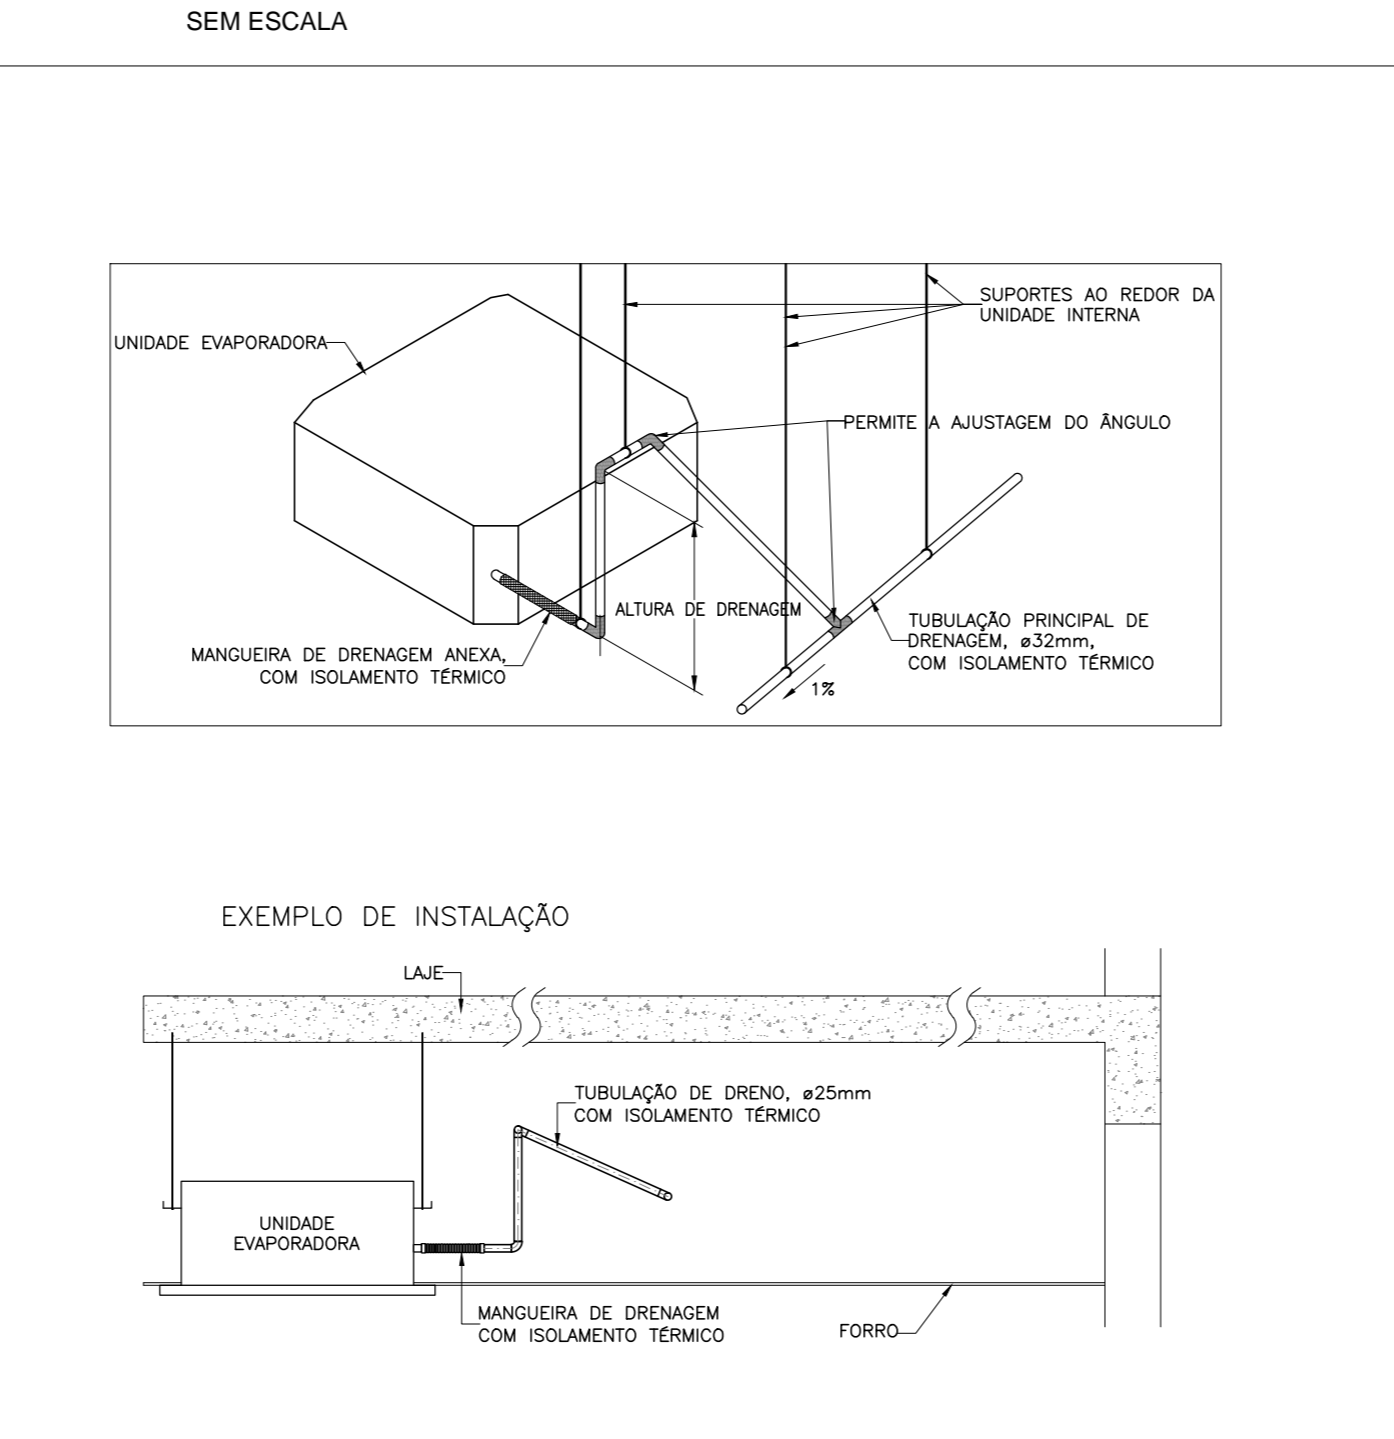 SEM ESCALA
SUPORTES AO REDOR DA
UNIDADE INTERNA
UNIDADE EVAPORADORA
PERMITE A AJUSTAGEM DO ÂNGULO
ALTURA DE DRENAGEM
TUBULAÇÃO PRINCIPAL DE
DRENAGEM, ø32mm,
COM ISOLAMENTO TÉRMICO
MANGUEIRA DE DRENAGEM ANEXA,
COM ISOLAMENTO TÉRMICO
1%
EXEMPLO DE INSTALAÇÃO
LAJE
TUBULAÇÃO DE DRENO, ø25mm
COM ISOLAMENTO TÉRMICO
UNIDADE
EVAPORADORA
MANGUEIRA DE DRENAGEM
COM ISOLAMENTO TÉRMICO
FORRO